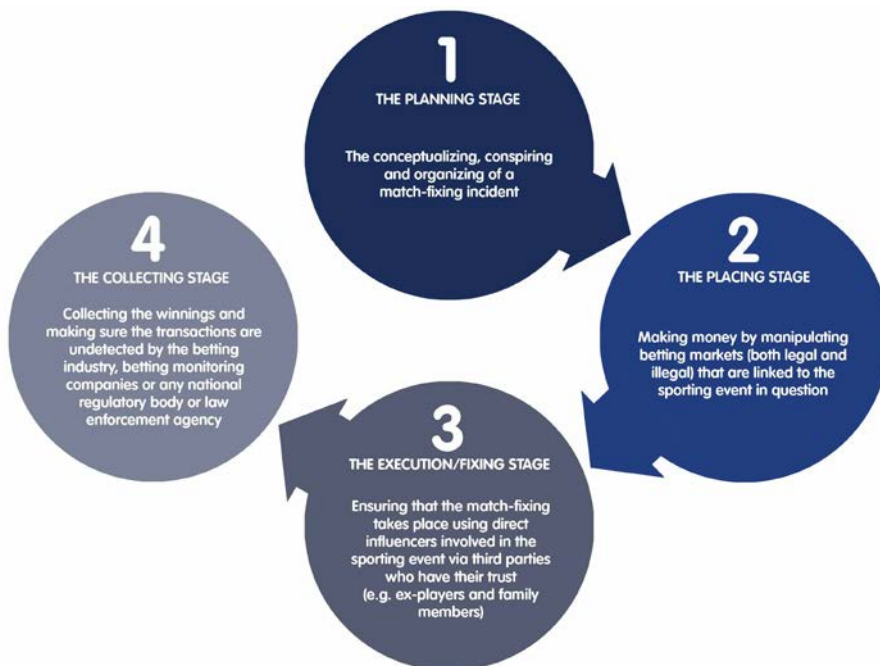 1
THE PLANNING STAGE
The conceptualizing, conspiring
and organizing of a
match-fixing incident
2
THE PLACING STAGE
Making money by manipulating
betting markets (both legal and
illegal) that are linked to the
sporting event in question
3
THE EXECUTION/FIXING STAGE
Ensuring that the match-fixing
takes place using direct
influencers involved in the
sporting event via third parties
who have their trust
(e.g. ex-players and family
members)
4
THE COLLECTING STAGE
Collecting the winnings and
making sure the transactions are
undetected by the betting
industry, betting monitoring
companies or any national
regulatory body or law
enforcement agency